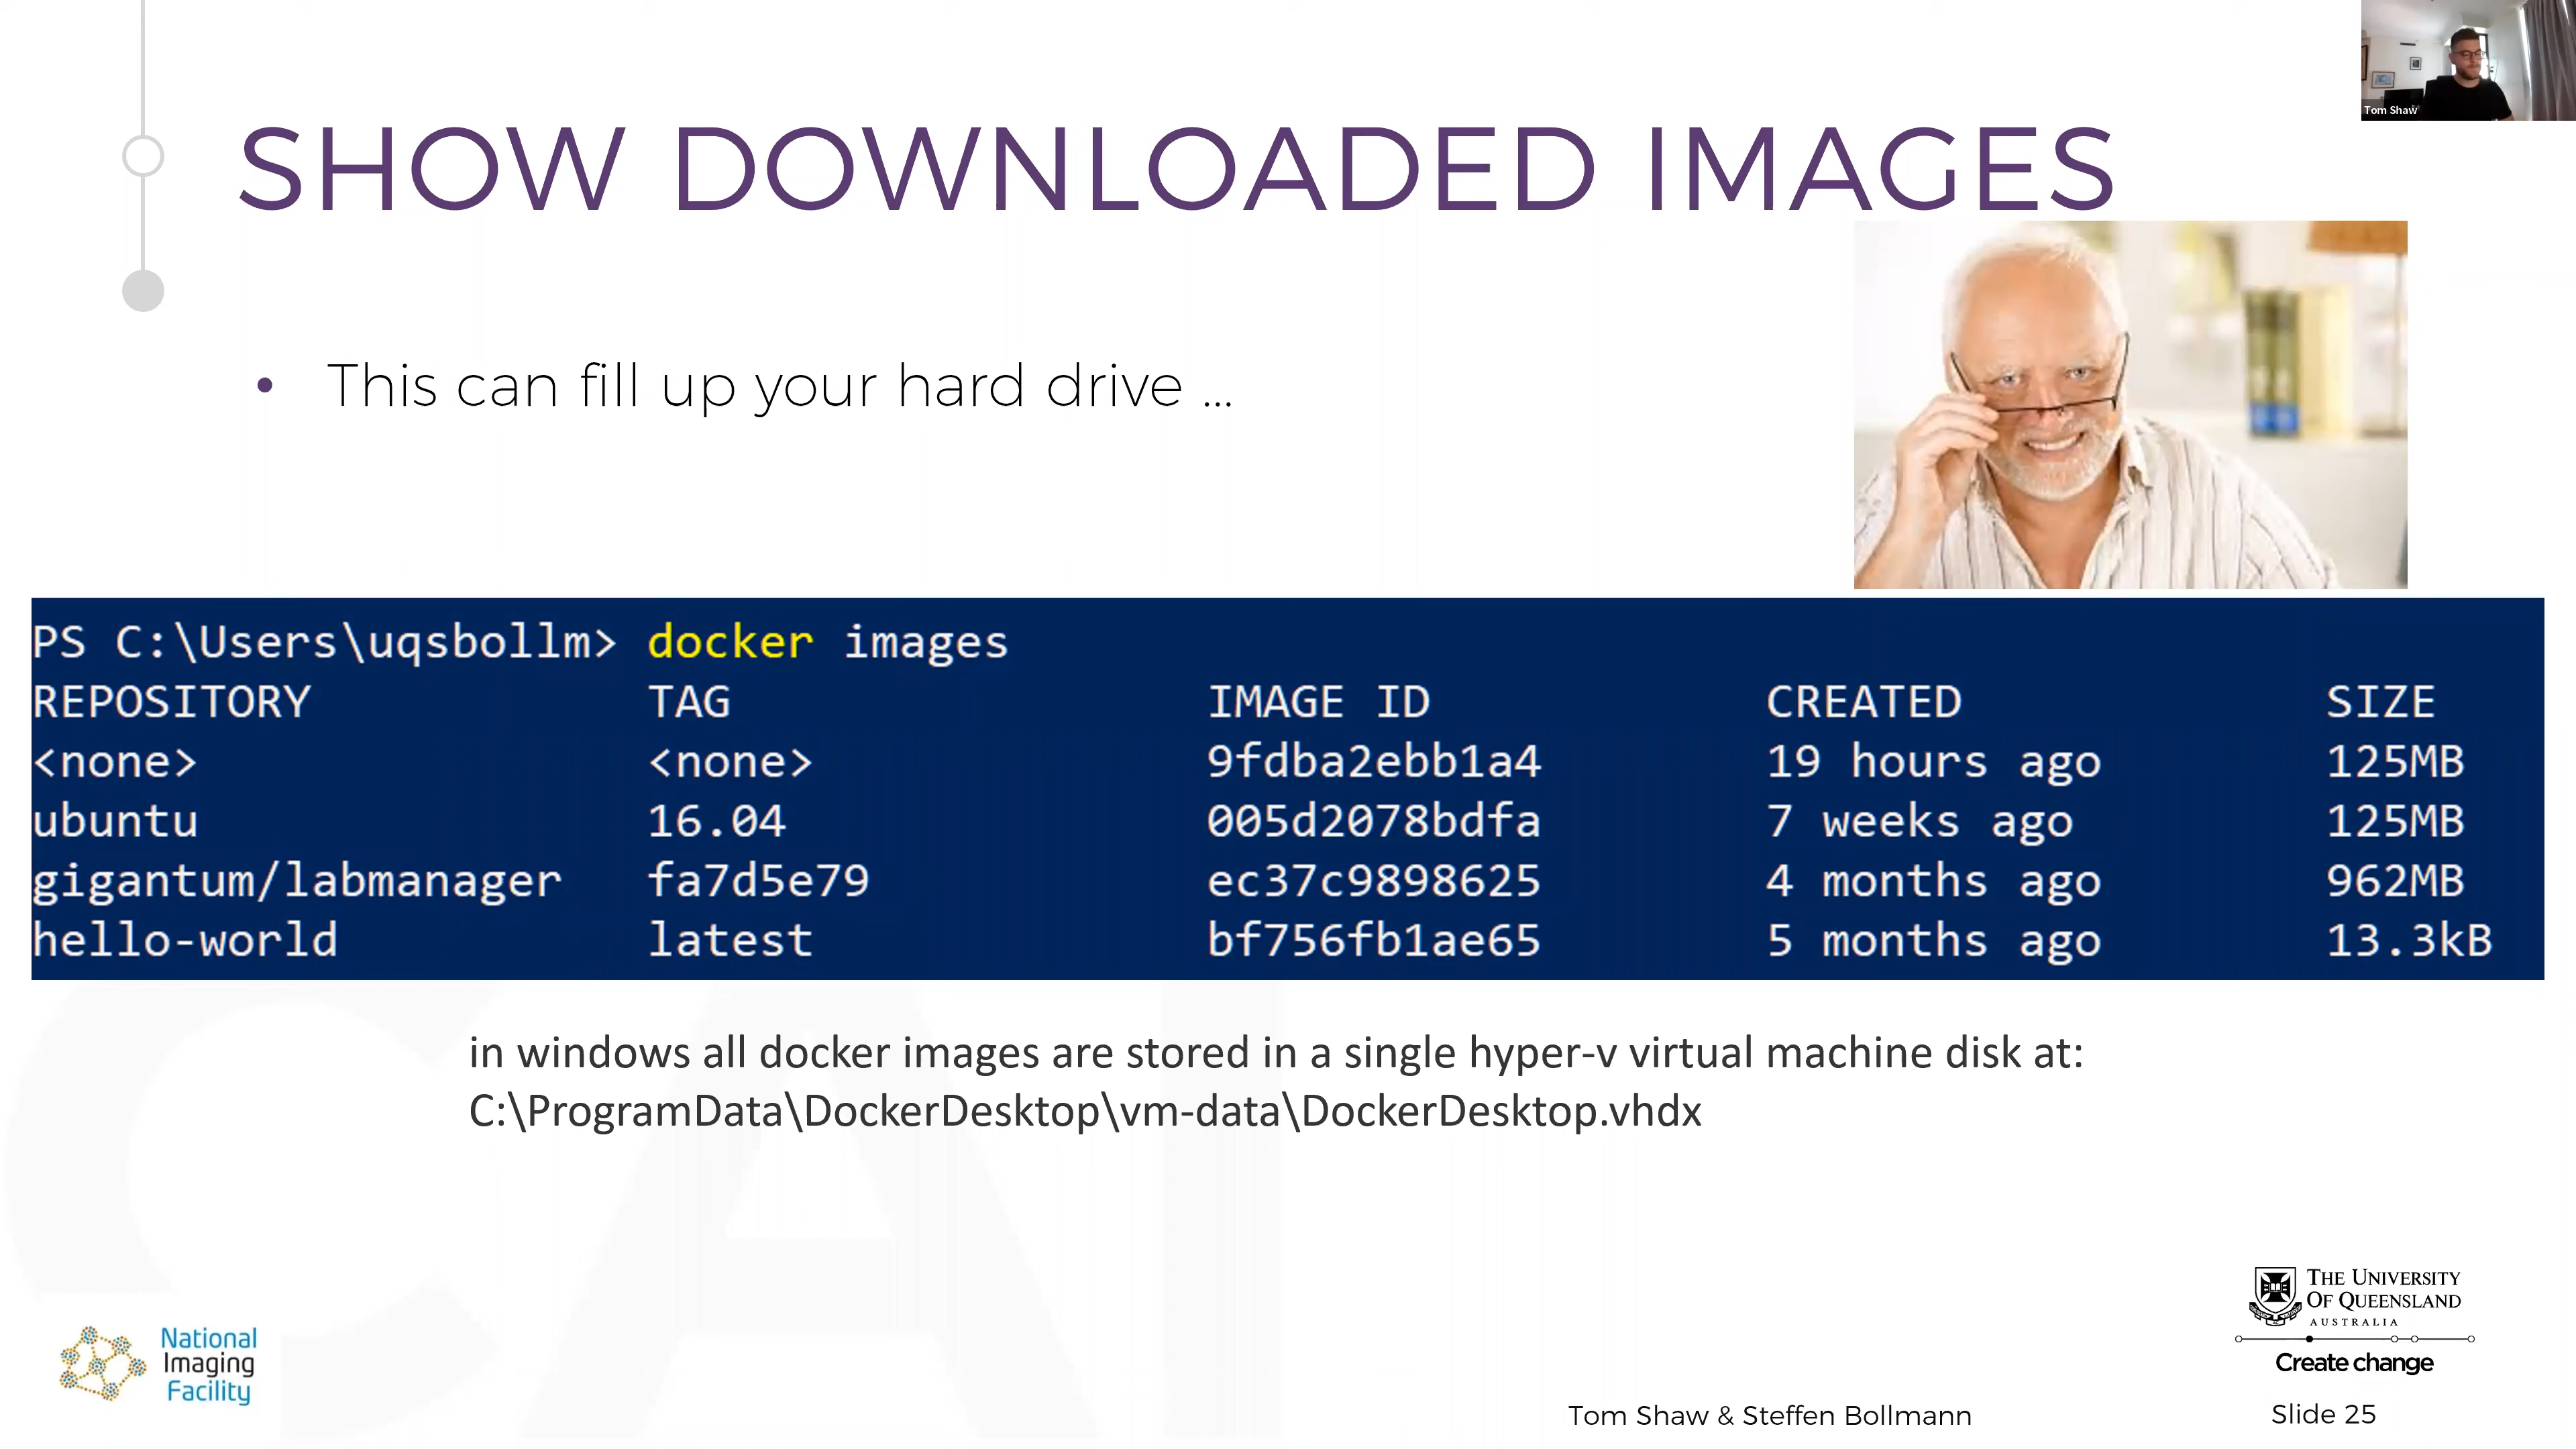 Tom Shaw
SHOW DOWNLOADED IMAGES
• This can fill up your hard drive ...
PS C:\Users\uqsbollm> docker images
REPOSITORY TAG IMAGE ID CREATED SIZE
<none> <none> 9fdba2ebb1a4 19 hours ago 125MB
ubuntu 16.04 005d2078bdfa 7 weeks ago 125MB
gigantum/labmanager fa7d5e79 ec37c9898625 4 months ago 962MB
hello-world latest bf756fb1ae65 5 months ago 13.3kB
in windows all docker images are stored in a single hyper-v virtual machine disk at:
C:\ProgramData\DockerDesktop\vm-data\DockerDesktop.vhdx
CAI
National
Imaging
Facility
THE UNIVERSITY
OF QUEENSLAND
AUSTRALIA
Create change
Tom Shaw & Steffen Bollmann
Slide 25